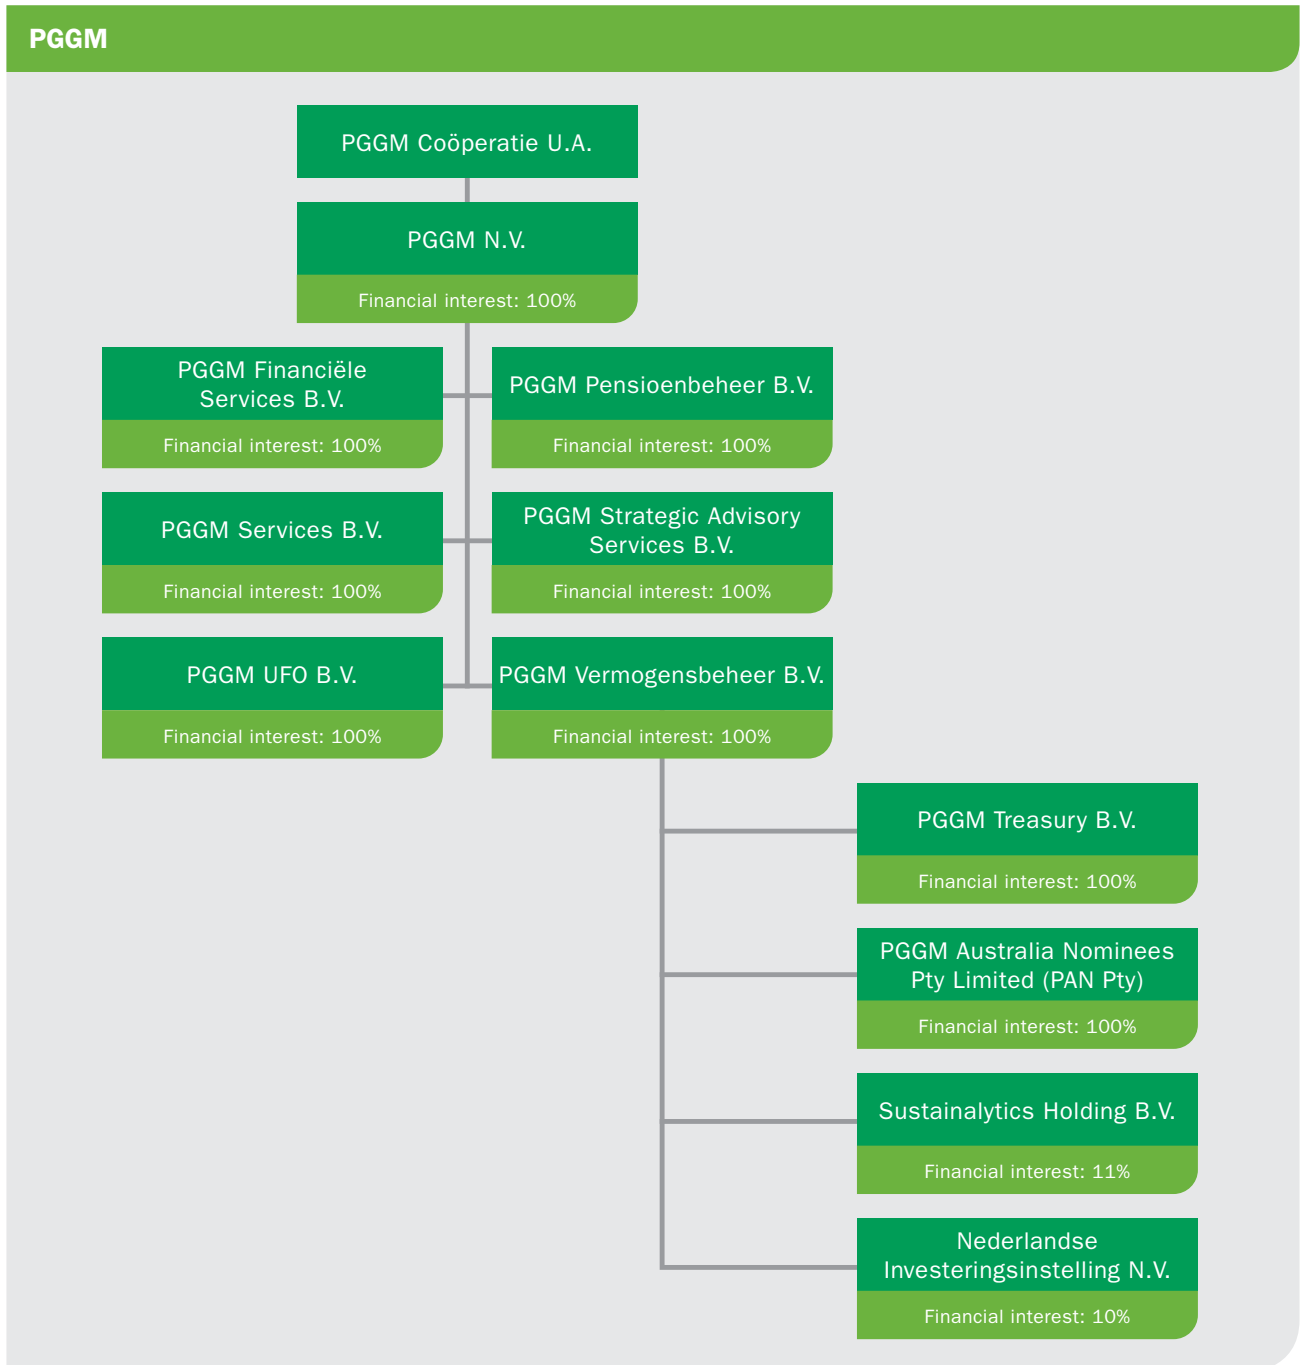 PGGM
PGGM Coöperatie U.A.
PGGM N.V.
Financial interest: 100%
PGGM Financiële
Services B.V.
Financial interest: 100%
PGGM Pensioenbeheer B.V.
Financial interest: 100%
PGGM Services B.V.
Financial interest: 100%
PGGM Strategic Advisory
Services B.V.
Financial interest: 100%
PGGM UFO B.V.
Financial interest: 100%
PGGM Vermogensbeheer B.V.
Financial interest: 100%
PGGM Treasury B.V.
Financial interest: 100%
PGGM Australia Nominees
Pty Limited (PAN Pty)
Financial interest: 100%
Sustainalytics Holding B.V.
Financial interest: 11%
Nederlandse
Investeringsinstelling N.V.
Financial interest: 10%